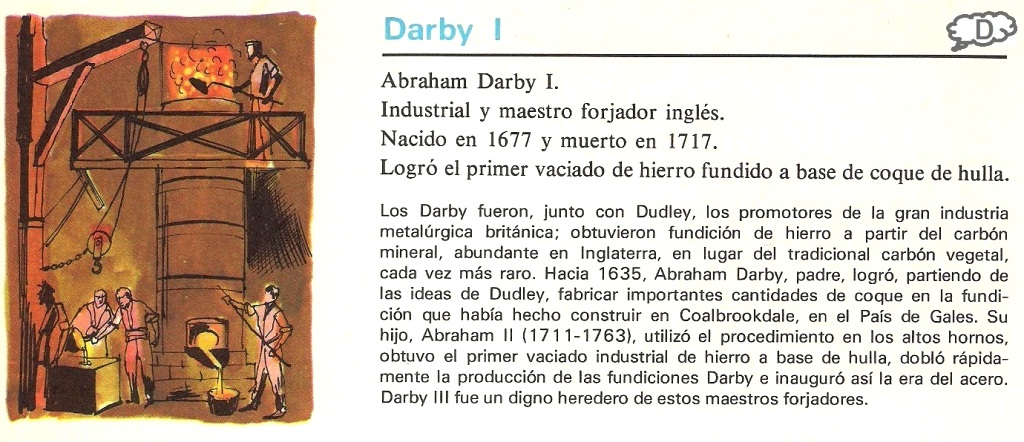 Darby I
D
Abraham Darby I.
Industrial y maestro forjador inglés.
Nacido en 1677 y muerto en 1717.
Logró el primer vaciado de hierro fundido a base de coque de hulla.
Los Darby fueron, junto con Dudley, los promotores de la gran industria
metalúrgica británica; obtuvieron fundición de hierro a partir del carbón
mineral, abundante en Inglaterra, en lugar del tradicional carbón vegetal,
cada vez más raro. Hacia 1635, Abraham Darby, padre, logró, partiendo de
las ideas de Dudley, fabricar importantes cantidades de coque en la fundi-
ción que había hecho construir en Coalbrookdale, en el País de Gales. Su
hijo, Abraham II (1711-1763), utilizó el procedimiento en los altos hornos,
obtuvo el primer vaciado industrial de hierro a base de hulla, dobló rápida-
mente la producción de las fundiciones Darby e inauguró así la era del acero.
Darby III fue un digno heredero de estos maestros forjadores.